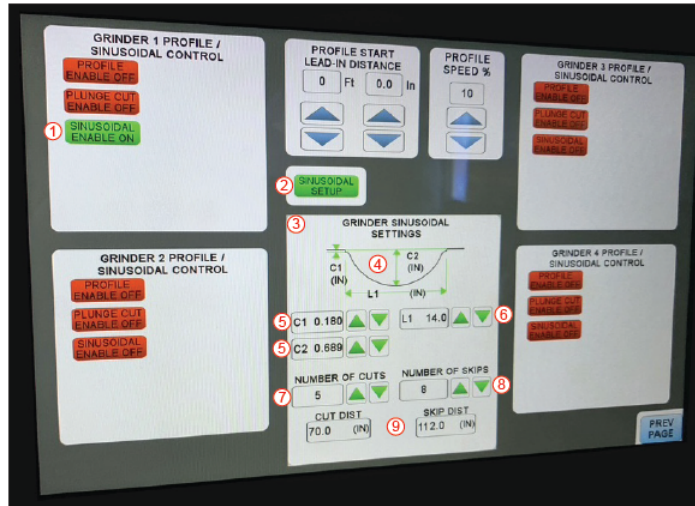 GRINDER 1 PROFILE /
SINUSOIDAL CONTROL
PROFILE
ENABLE OFF
PLUNGE CUT
ENABLE OFF
1
SINUSOIDAL
ENABLE ON
PROFILE START
LEAD-IN DISTANCE
0 Ft 0.0 In
PROFILE
SPEED %
10
GRINDER 3 PROFILE /
SINUSOIDAL CONTROL
PROFILE
ENABLE OFF
PLUNGE CUT
ENABLE OFF
SINUSOIDAL
ENABLE OFF
2
SINUSOIDAL
SETUP
3
GRINDER SINUSOIDAL
SETTINGS
C1
(IN)
4
C2
(IN)
L1 (IN)
5 C1 0.180 L1 14.0 6
5 C2 0.689
NUMBER OF CUTS NUMBER OF SKIPS
7 5 8 8
CUT DIST SKIP DIST
70.0 (IN) 9 112.0 (IN)
GRINDER 2 PROFILE /
SINUSOIDAL CONTROL
PROFILE
ENABLE OFF
PLUNGE CUT
ENABLE OFF
SINUSOIDAL
ENABLE OFF
GRINDER 4 PROFILE /
SINUSOIDAL CONTROL
PROFILE
ENABLE OFF
PLUNGE CUT
ENABLE OFF
SINUSOIDAL
ENABLE OFF
PREV
PAGE